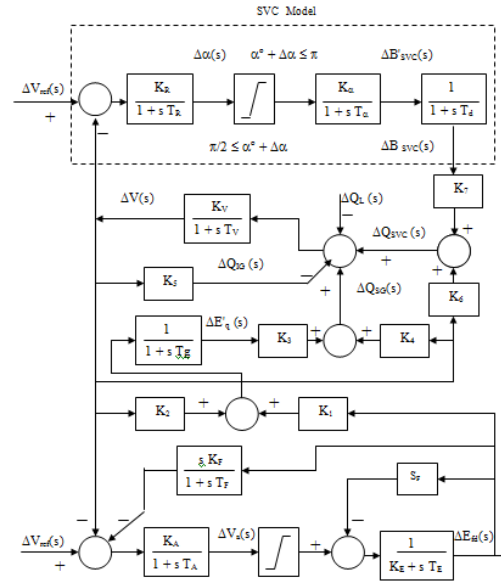 SVC Model
Δα(s) α° + Δα ≤ π ΔB'SVC(s)
ΔVref(s)
+
−
KR
1 + s TR
Kα
1 + s Tα
1
1 + s Td
π/2 ≤ α° + Δα ΔB SVC(s)
K7
ΔV(s)
KV
1 + s TV
ΔQL (s)
−
ΔQSVC (s)
+
+
+
ΔQIG (s)
K5
−
+
ΔQSG(s)
K6
1
1 + s Tg
ΔE'q (s)
K3
+
+
K4
K2
+
+
K1
s KF
1 + s TF
SF
−
−
−
ΔVref(s)
+
KA
1 + s TA
ΔVa(s)
+
1
KE + s TE
ΔEfd(s)